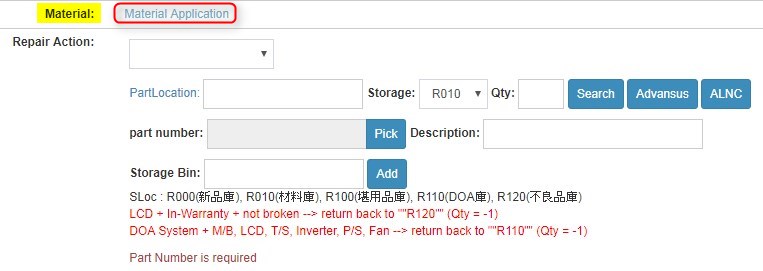 Material: Material Application
Repair Action:
PartLocation: Storage: R010 Qty: Search Advansus ALNC
part number: Pick Description:
Storage Bin: Add
SLoc : R000(新品庫), R010(材料庫), R100(堪用品庫), R110(DOA庫), R120(不良品庫)
LCD + In-Warranty + not broken --> return back to ""R120"" (Qty = -1)
DOA System + M/B, LCD, T/S, Inverter, P/S, Fan --> return back to ""R110"" (Qty = -1)
Part Number is required